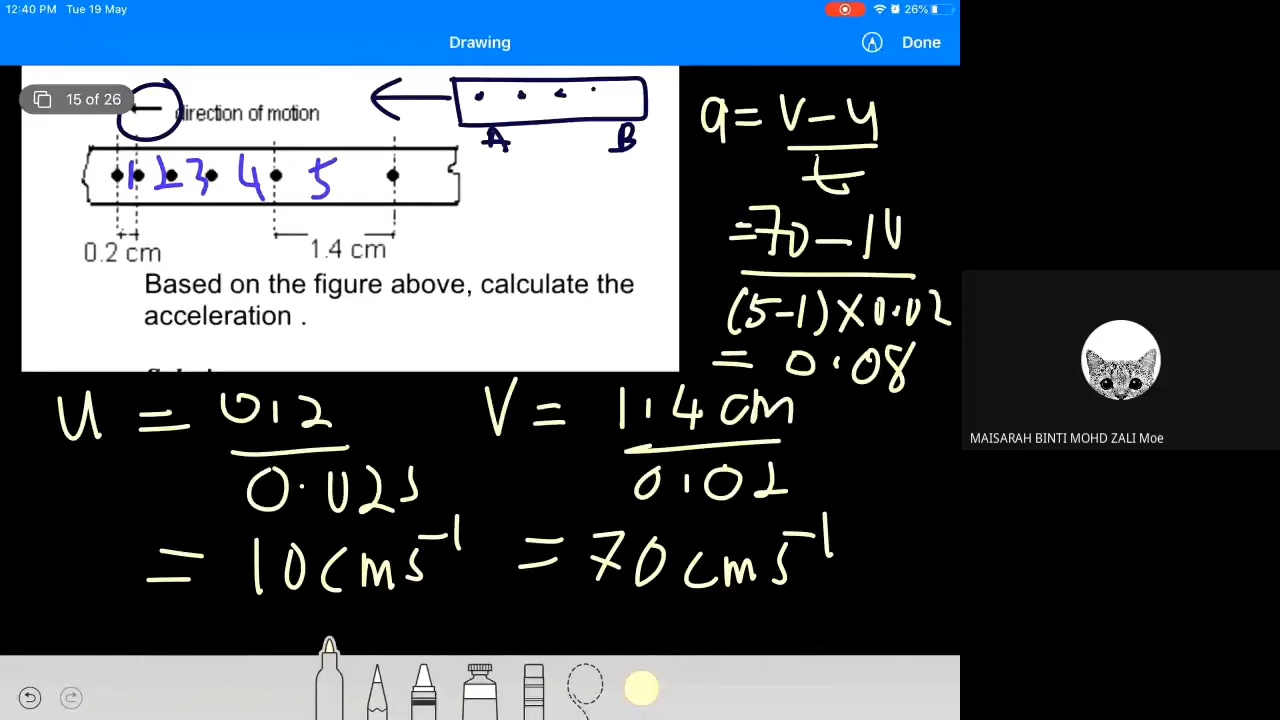 12:40 PM Tue 19 May
26%
Drawing
Done
15 of 26
direction of motion
A B
1 2 3 4 5
0.2 cm
1.4 cm
Based on the figure above, calculate the
acceleration .
a = v - u
t
= 70 - 10
(5-1) x 0.02
= 0.08
u = 0.2
0.02 s
= 10 cm s⁻¹
V = 1.4 cm
0.02
= 70 cm s⁻¹
MAISARAH BINTI MOHD ZALI Moe